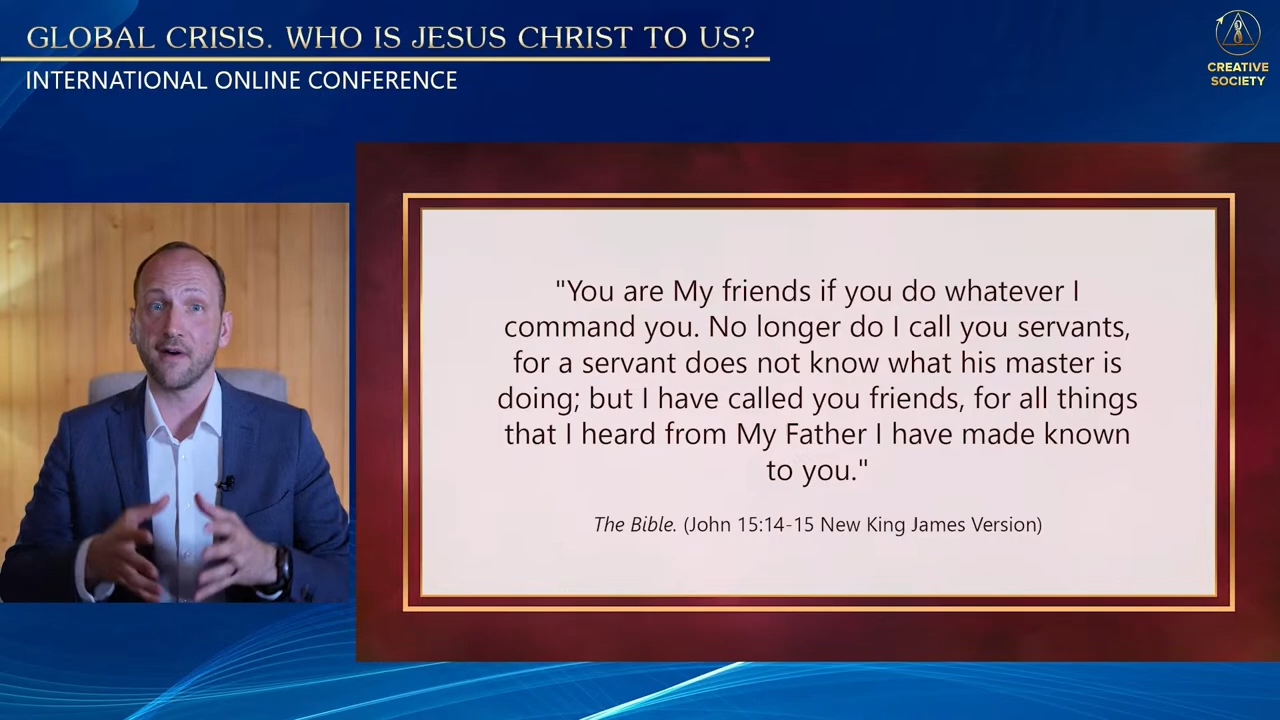 GLOBAL CRISIS. WHO IS JESUS CHRIST TO US?
INTERNATIONAL ONLINE CONFERENCE
CREATIVE
SOCIETY
"You are My friends if you do whatever I
command you. No longer do I call you servants,
for a servant does not know what his master is
doing; but I have called you friends, for all things
that I heard from My Father I have made known
to you."
The Bible. (John 15:14-15 New King James Version)